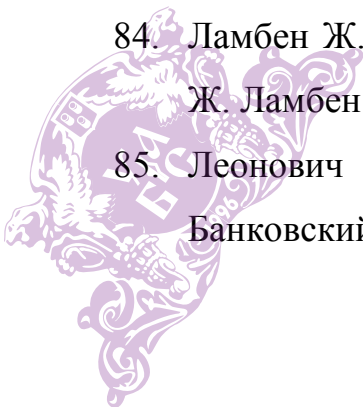 84. Ламбен Ж.
Ж. Ламбен
85. Леонович
Банковский